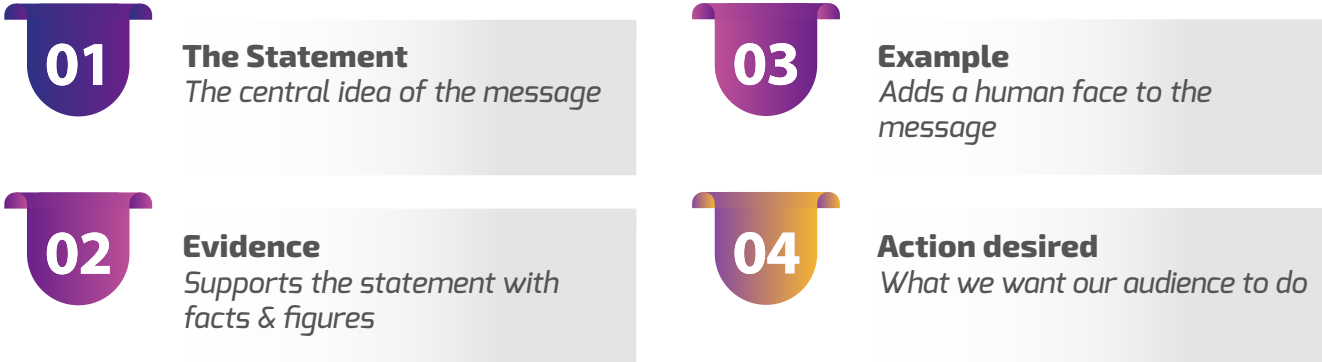 01
The Statement
The central idea of the message
02
Evidence
Supports the statement with
facts & figures
03
Example
Adds a human face to the
message
04
Action desired
What we want our audience to do